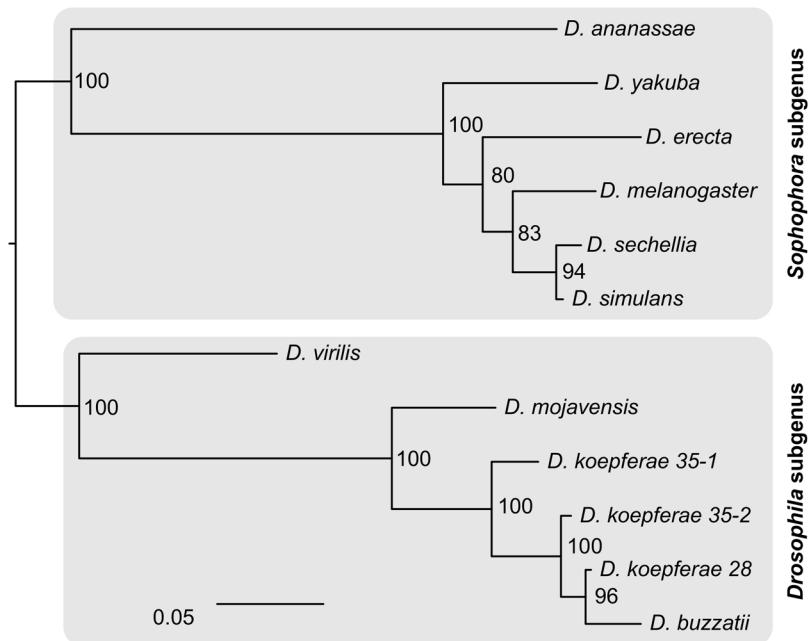 D. ananassae
100
D. yakuba
100
D. erecta
80
D. melanogaster
83
D. sechellia
94
D. simulans
Sophophora subgenus
D. virilis
100
D. mojavensis
100
D. koepferae 35-1
100
D. koepferae 35-2
100
D. koepferae 28
96
D. buzzatii
0.05
Drosophila subgenus